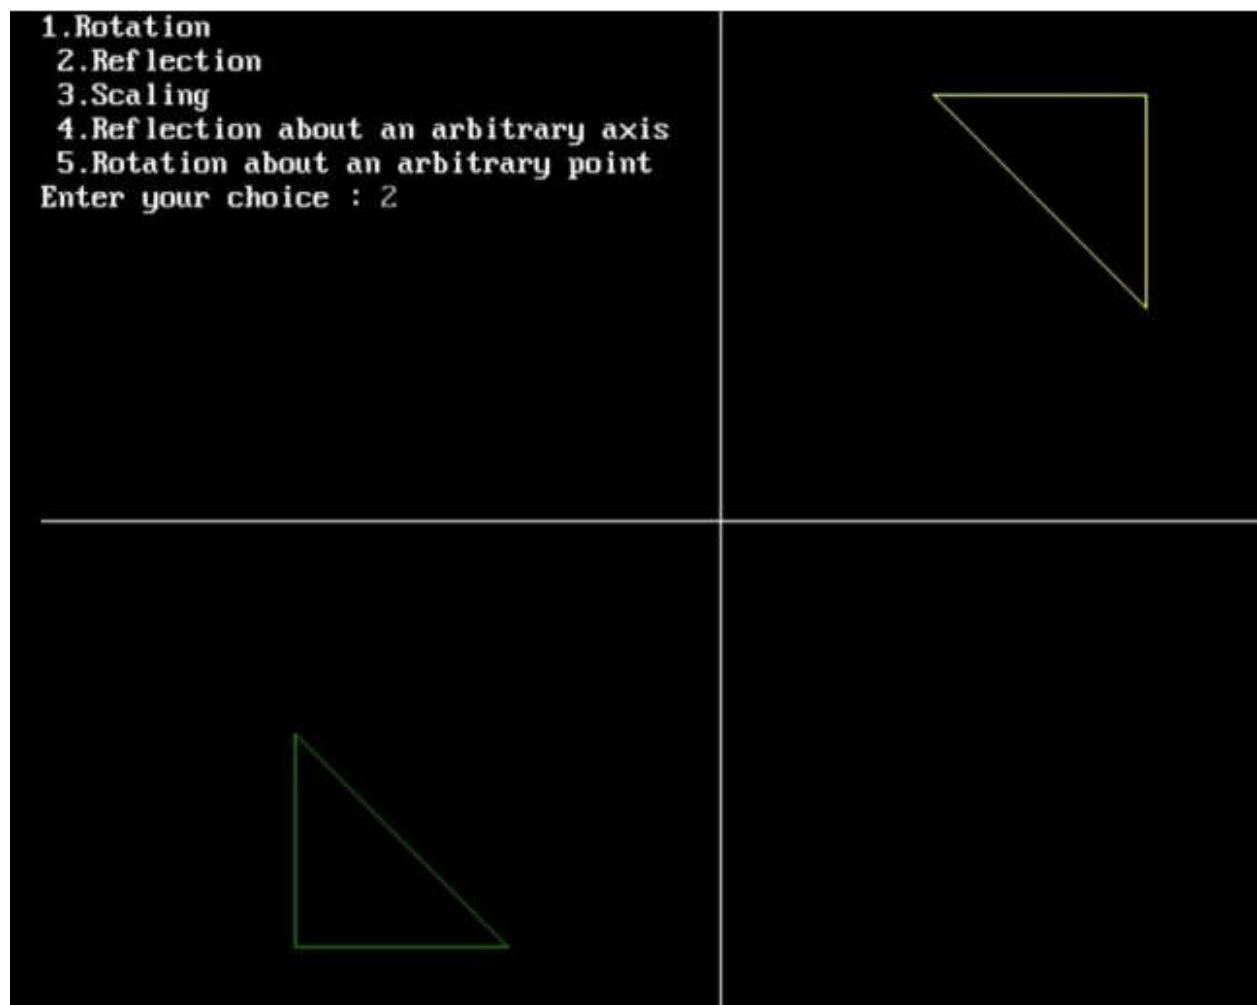 1.Rotation
2.Reflection
3.Scaling
4.Reflection about an arbitrary axis
5.Rotation about an arbitrary point
Enter your choice : 2